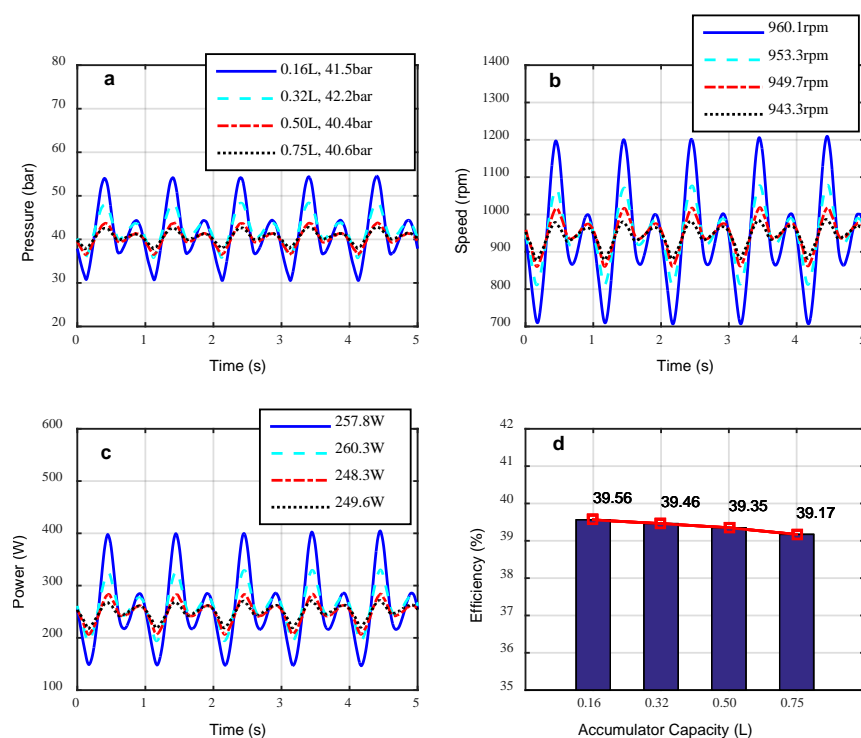 a
0.16L, 41.5bar
0.32L, 42.2bar
0.50L, 40.4bar
0.75L, 40.6bar
80
70
60
50
40
30
20
Pressure (bar)
0 1 2 3 4 5
Time (s)
b
960.1rpm
953.3rpm
949.7rpm
943.3rpm
1400
1300
1200
1100
1000
900
800
700
Speed (rpm)
0 1 2 3 4 5
Time (s)
c
257.8W
260.3W
248.3W
249.6W
600
500
400
300
200
100
Power (W)
0 1 2 3 4 5
Time (s)
d
42
41
40
39
38
37
36
35
Efficiency (%)
39.56 39.46 39.35 39.17
0.16 0.32 0.50 0.75
Accumulator Capacity (L)